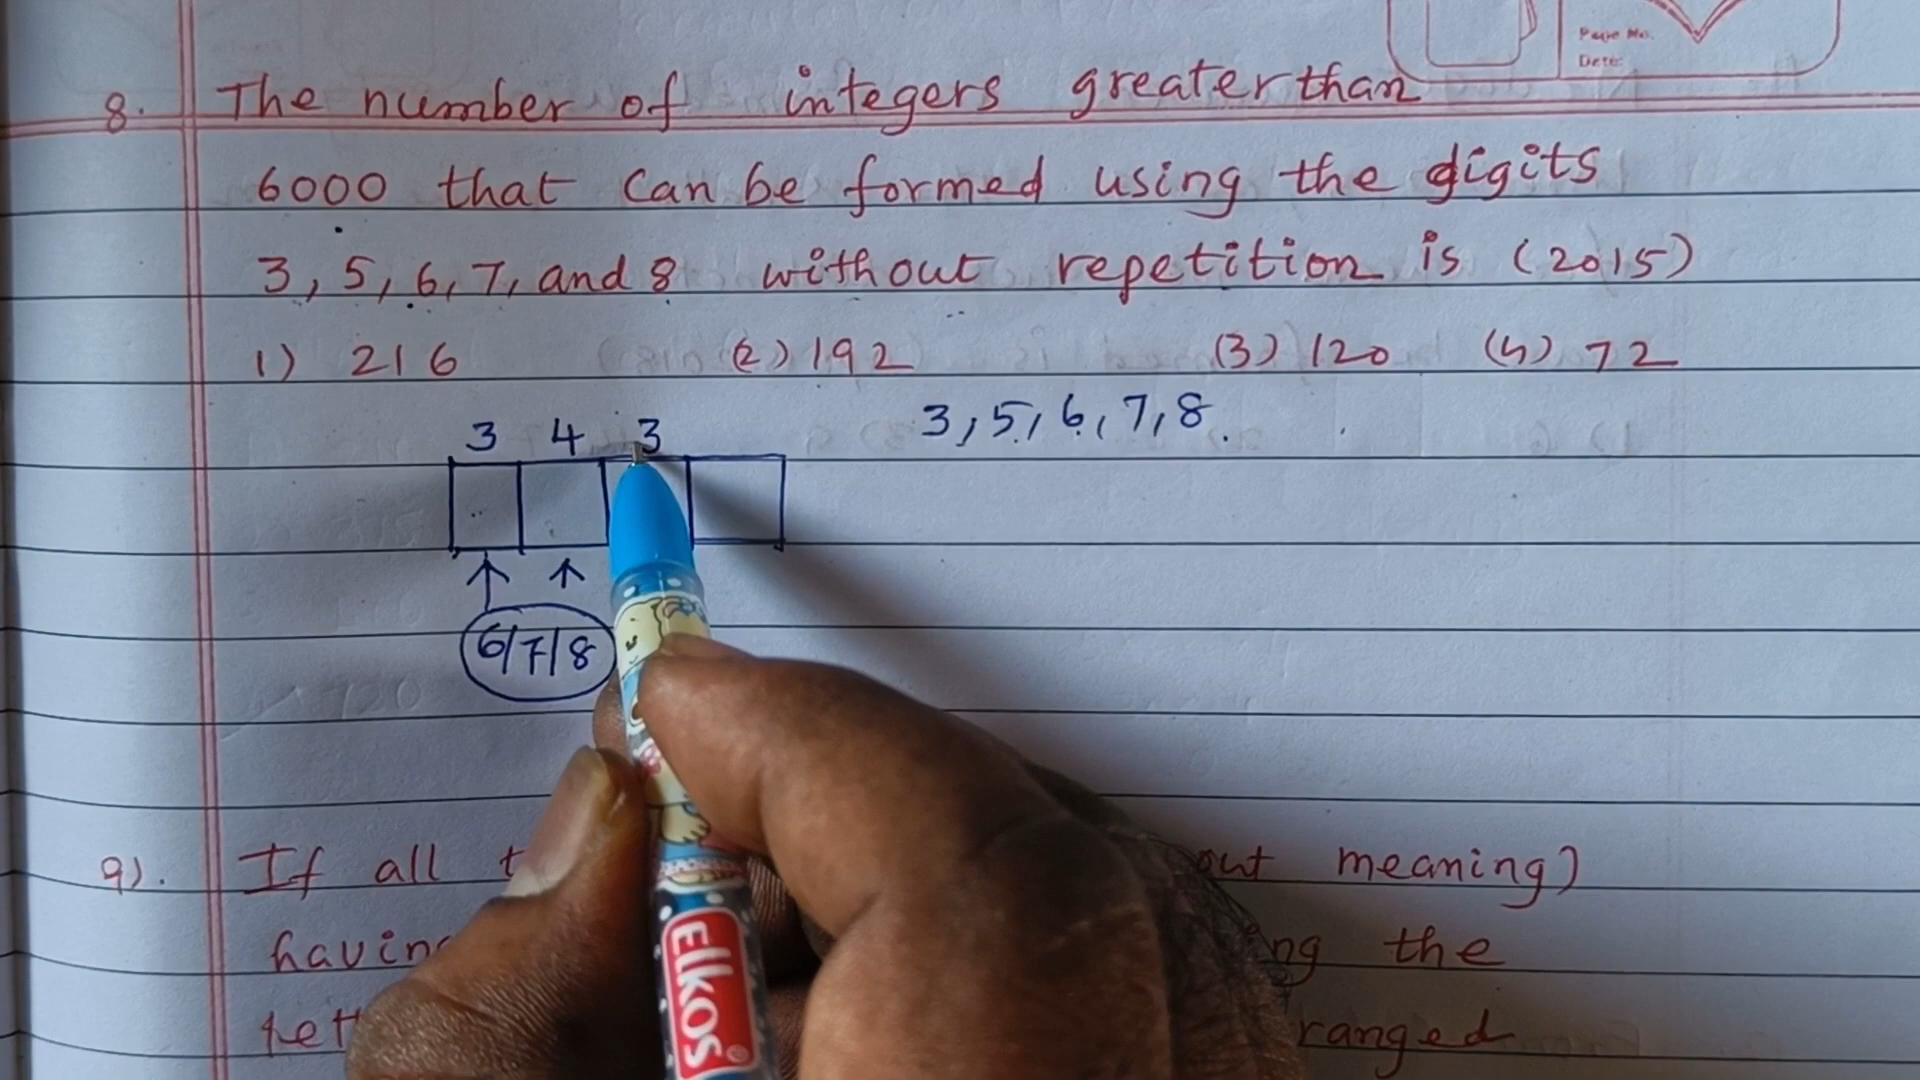 Page No.
Date:
8. The number of integers greater than
6000 that can be formed using the digits
3, 5, 6, 7, and 8 without repetition is (2015)
1) 216 (2) 192 (3) 120 (4) 72
3 4 3 3, 5, 6, 7, 8.
6/7/8
9). If all out meaning)
the
ranged
Elkos